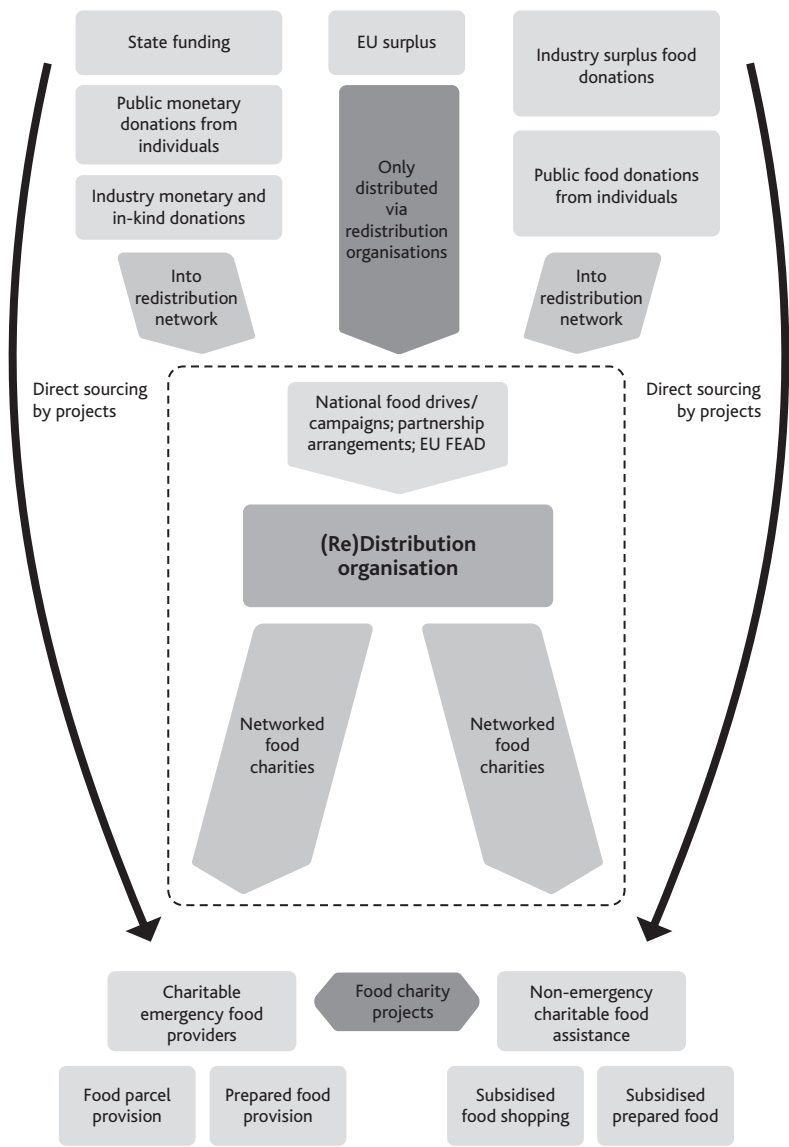 State funding
EU surplus
Industry surplus food
donations
Public monetary
donations from
individuals
Only
distributed
via
redistribution
organisations
Public food donations
from individuals
Industry monetary and
in-kind donations
Into
redistribution
network
Into
redistribution
network
Direct sourcing
by projects
National food drives/
campaigns; partnership
arrangements; EU FEAD
Direct sourcing
by projects
(Re)Distribution
organisation
Networked
food
charities
Networked
food
charities
Charitable
emergency food
providers
Food charity
projects
Non-emergency
charitable food
assistance
Food parcel
provision
Prepared food
provision
Subsidised
food shopping
Subsidised
prepared food